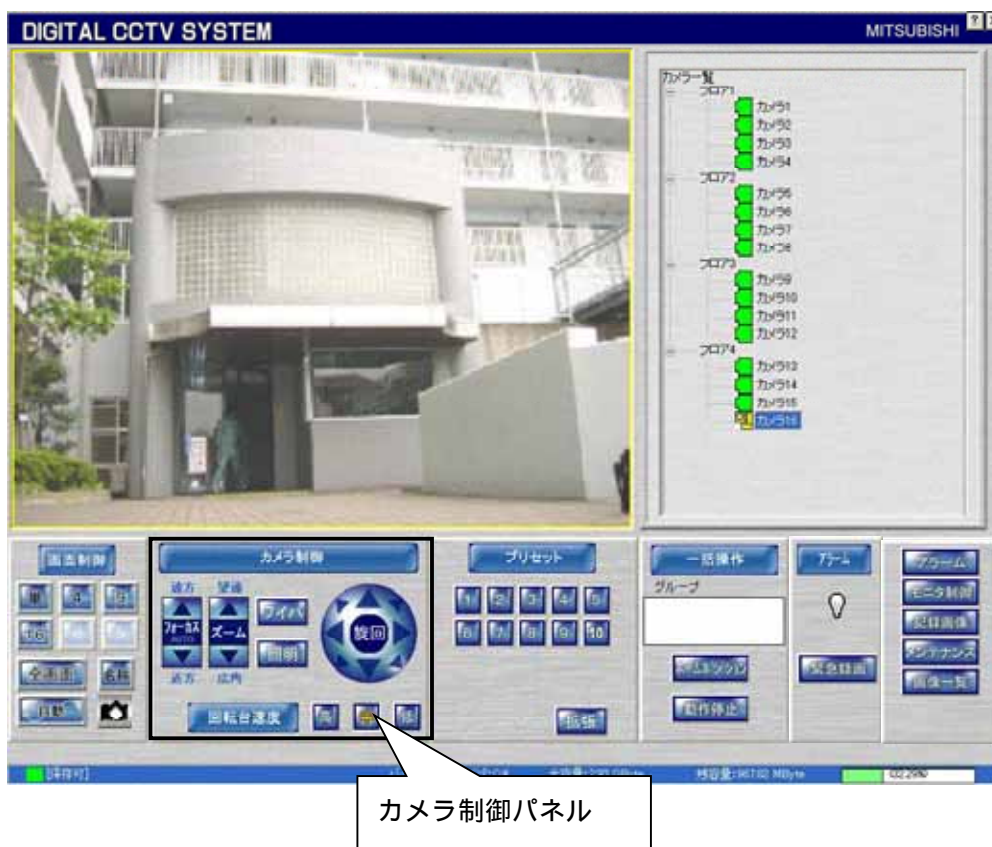 DIGITAL CCTV SYSTEM
MITSUBISHI
カメラ一覧
フロア1
カメラ1
カメラ2
カメラ3
カメラ4
フロア2
カメラ5
カメラ6
カメラ7
カメラ8
フロア3
カメラ9
カメラ10
カメラ11
カメラ12
フロア4
カメラ13
カメラ14
カメラ15
カメラ16
画面制御
単 4 9
16
全画面 名称
自動
カメラ制御
遠方 望遠
フォーカス AUTO ズーム
ワイパ
照明
旋回
近方 広角
回転台速度 高 中 低
プリセット
1 2 3 4 5
6 7 8 9 10
拡張
一括操作
グループ
動作停止
アラーム
緊急録画
アラーム
モニタ制御
記録画像
メンテナンス
画像一覧
[保存可]
カメラ制御パネル